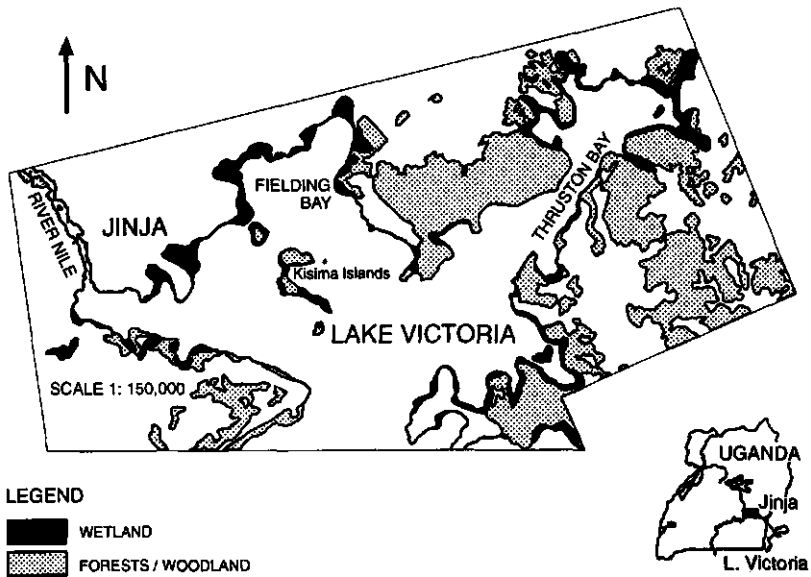 N
RIVER NILE
JINJA
FIELDING
BAY
THRUSTON BAY
Kisima Islands
LAKE VICTORIA
SCALE 1: 150,000
LEGEND
WETLAND
FORESTS / WOODLAND
UGANDA
Jinja
L. Victoria